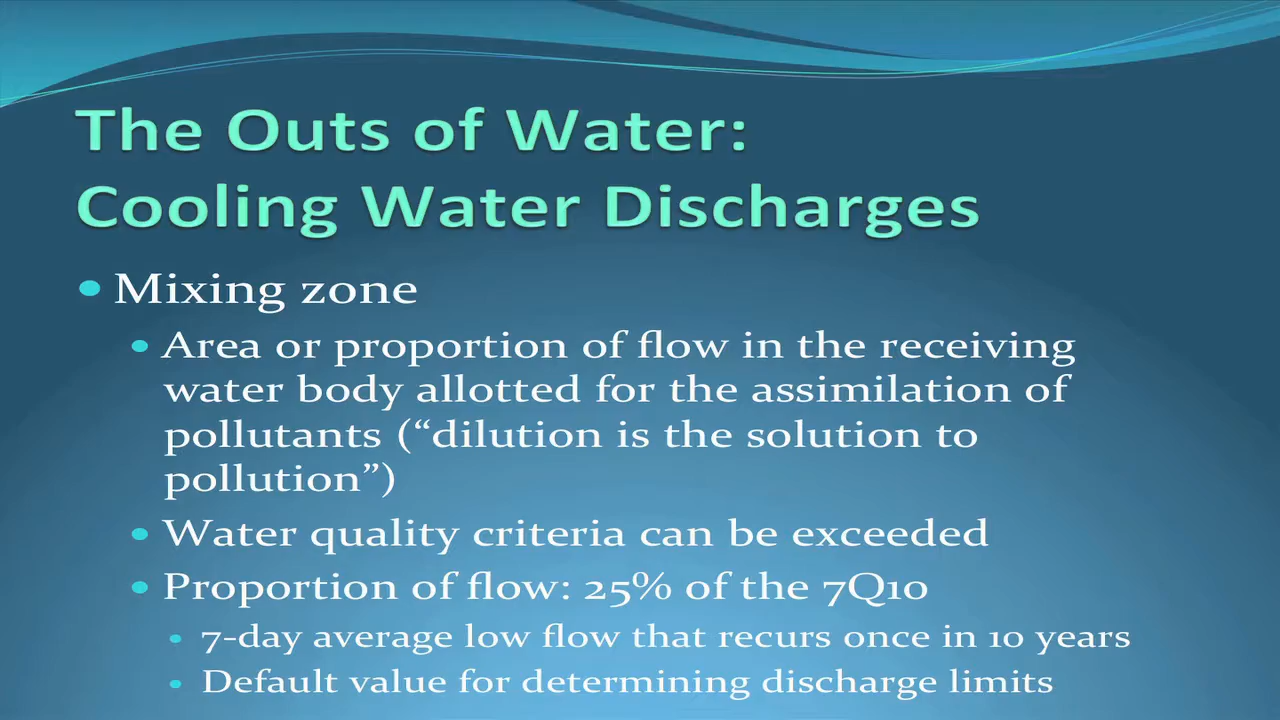 The Outs of Water:
Cooling Water Discharges
• Mixing zone
• Area or proportion of flow in the receiving
water body allotted for the assimilation of
pollutants (“dilution is the solution to
pollution”)
• Water quality criteria can be exceeded
• Proportion of flow: 25% of the 7Q10
• 7-day average low flow that recurs once in 10 years
• Default value for determining discharge limits